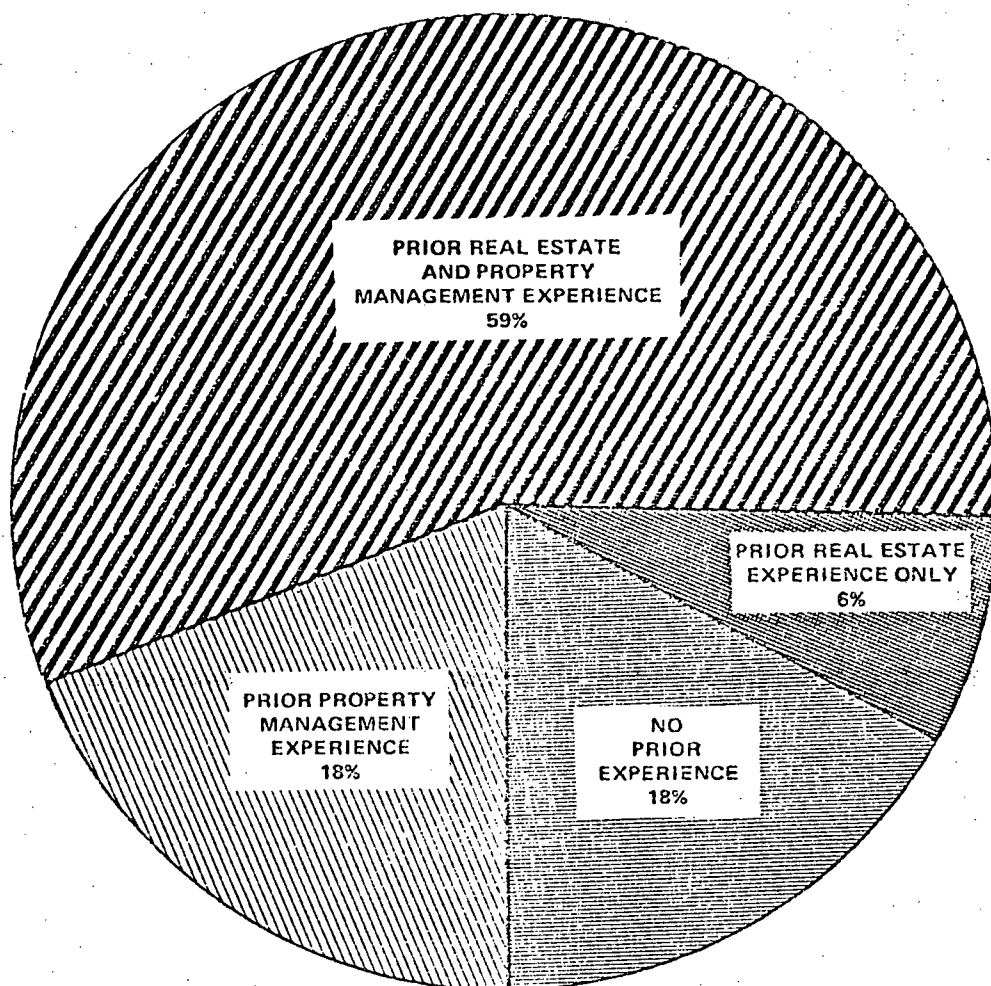 PRIOR REAL ESTATE
AND PROPERTY
MANAGEMENT EXPERIENCE
59%
PRIOR REAL ESTATE
EXPERIENCE ONLY
6%
PRIOR PROPERTY
MANAGEMENT
EXPERIENCE
18%
NO
PRIOR
EXPERIENCE
18%